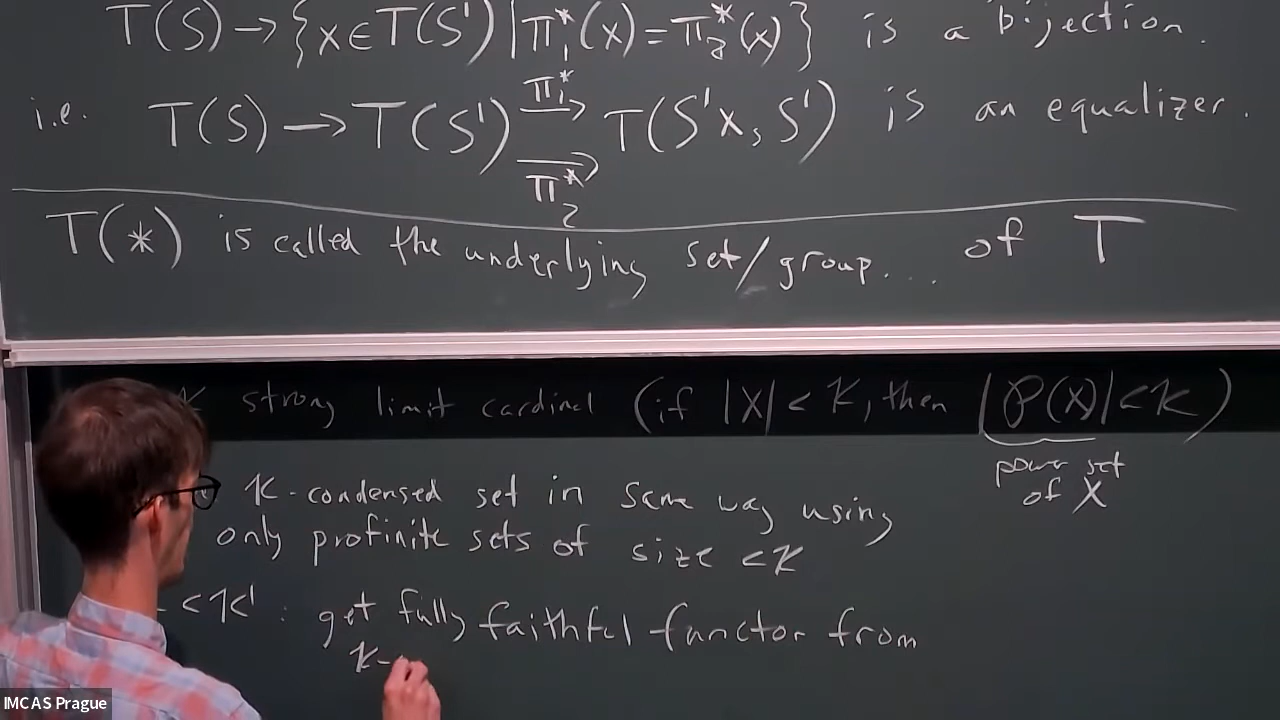 T(S) → {x ∈ T(S') | π₁*(x) = π₂*(x)} is a bijection.
i.e. T(S) → T(S') ⇉ T(S' ×ₛ S') is an equalizer.
π₁*
π₂*
T(*) is called the underlying set/group... of T
κ strong limit cardinal (if |X| < κ, then |P(X)| < κ)
power set
of X
κ-condensed set in same way using
only profinite sets of size < κ
< κ' : get fully faithful functor from
κ-
IMCAS Prague